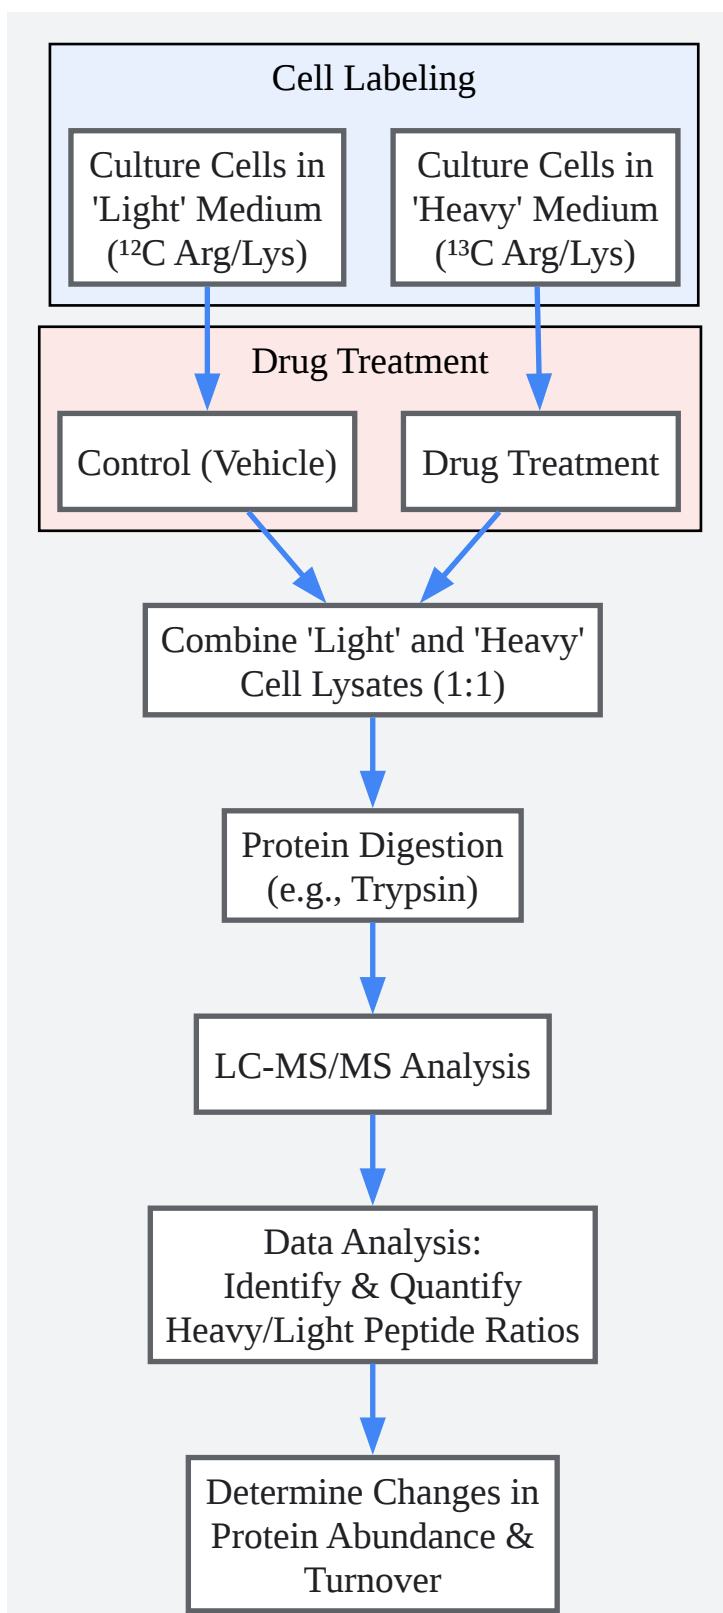 Cell Labeling
Culture Cells in
'Light' Medium
(¹²C Arg/Lys)
Culture Cells in
'Heavy' Medium
(¹³C Arg/Lys)
Drug Treatment
Control (Vehicle)
Drug Treatment
Combine 'Light' and 'Heavy'
Cell Lysates (1:1)
Protein Digestion
(e.g., Trypsin)
LC-MS/MS Analysis
Data Analysis:
Identify & Quantify
Heavy/Light Peptide Ratios
Determine Changes in
Protein Abundance &
Turnover